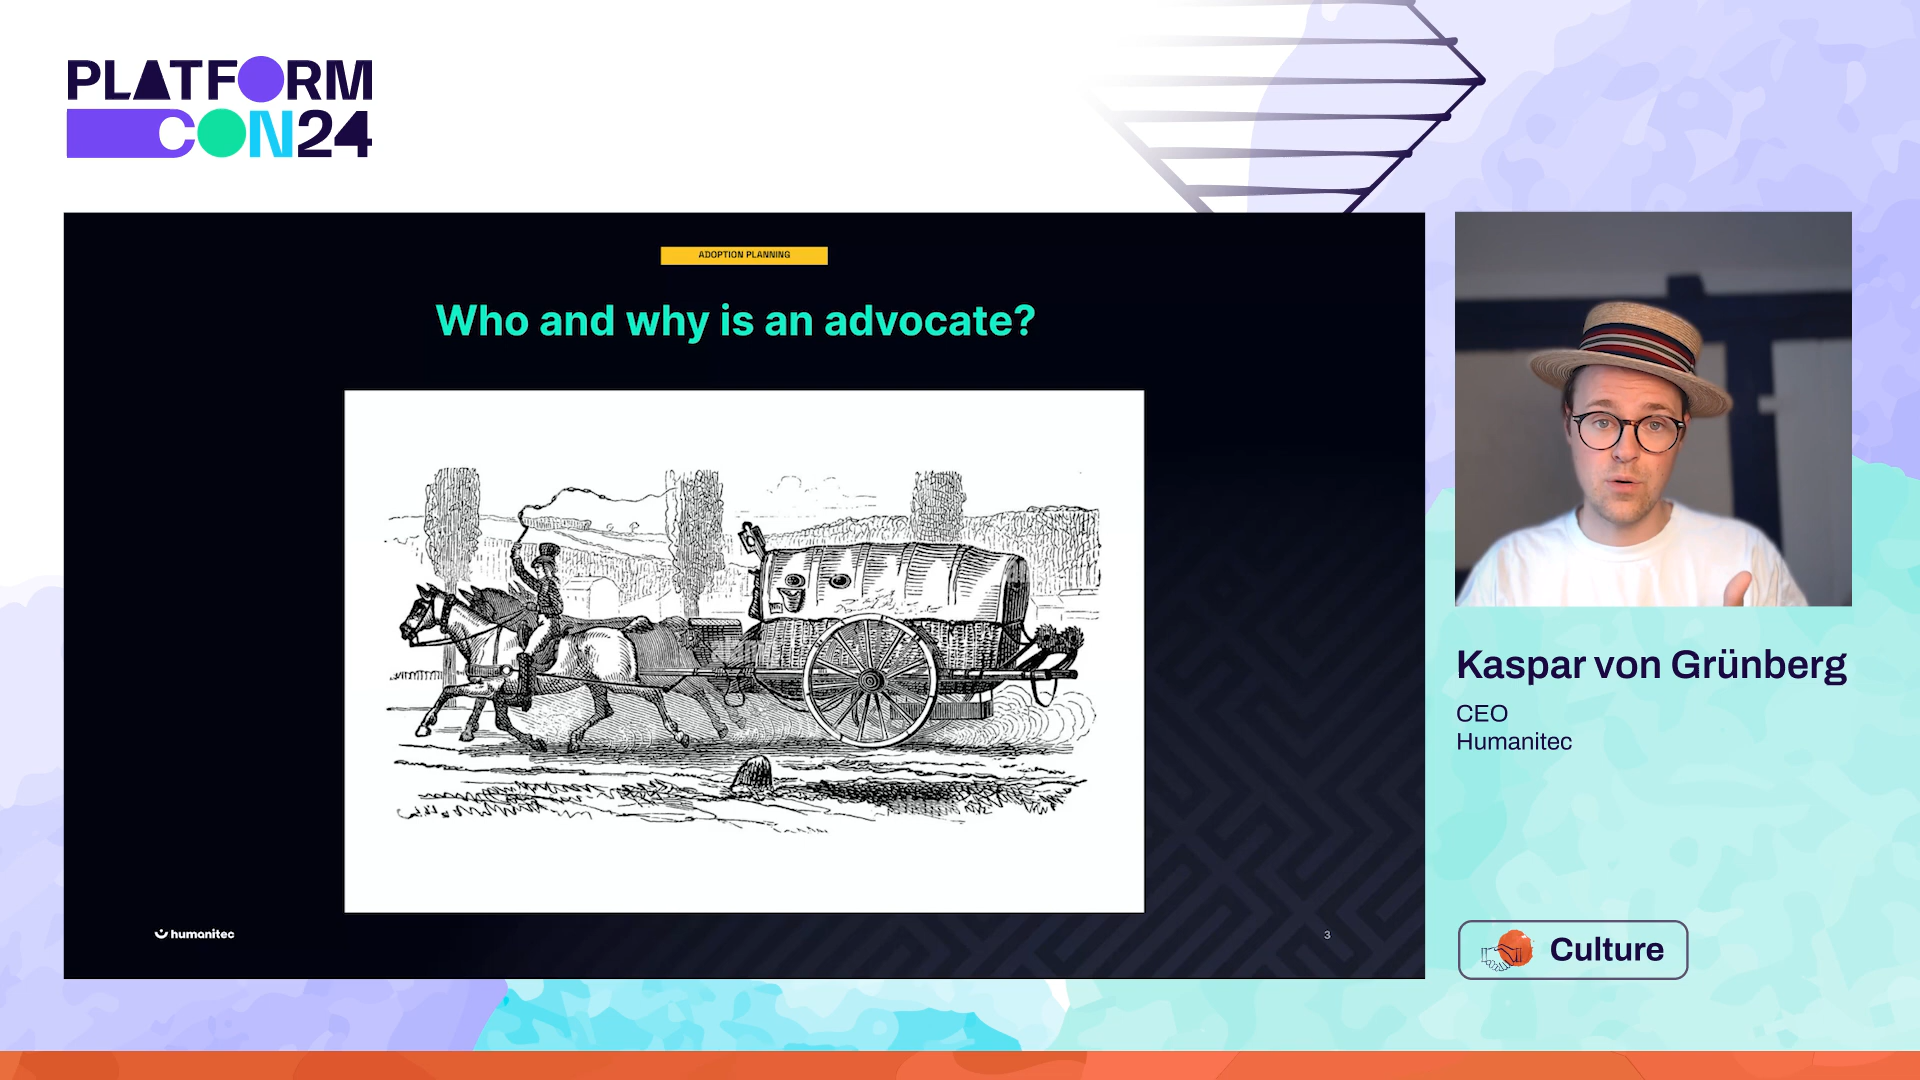 PLATFORM
CON24
ADOPTION PLANNING
Who and why is an advocate?
humanitec
3
Kaspar von Grünberg
CEO
Humanitec
Culture